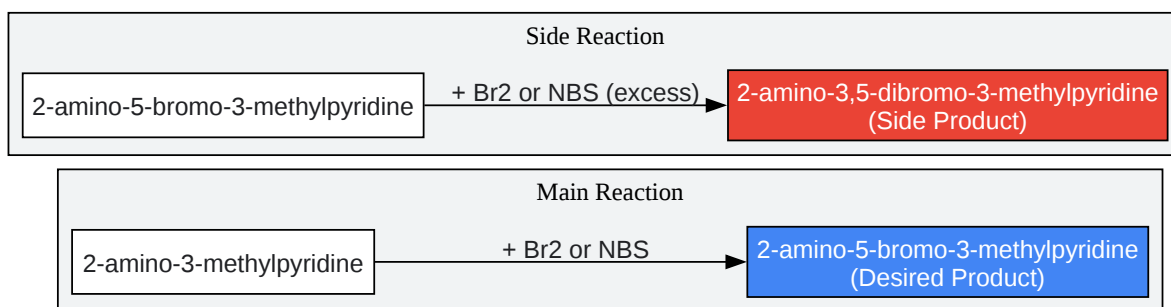 Side Reaction
2-amino-5-bromo-3-methylpyridine
+ Br2 or NBS (excess)
2-amino-3,5-dibromo-3-methylpyridine
(Side Product)
Main Reaction
2-amino-3-methylpyridine
+ Br2 or NBS
2-amino-5-bromo-3-methylpyridine
(Desired Product)